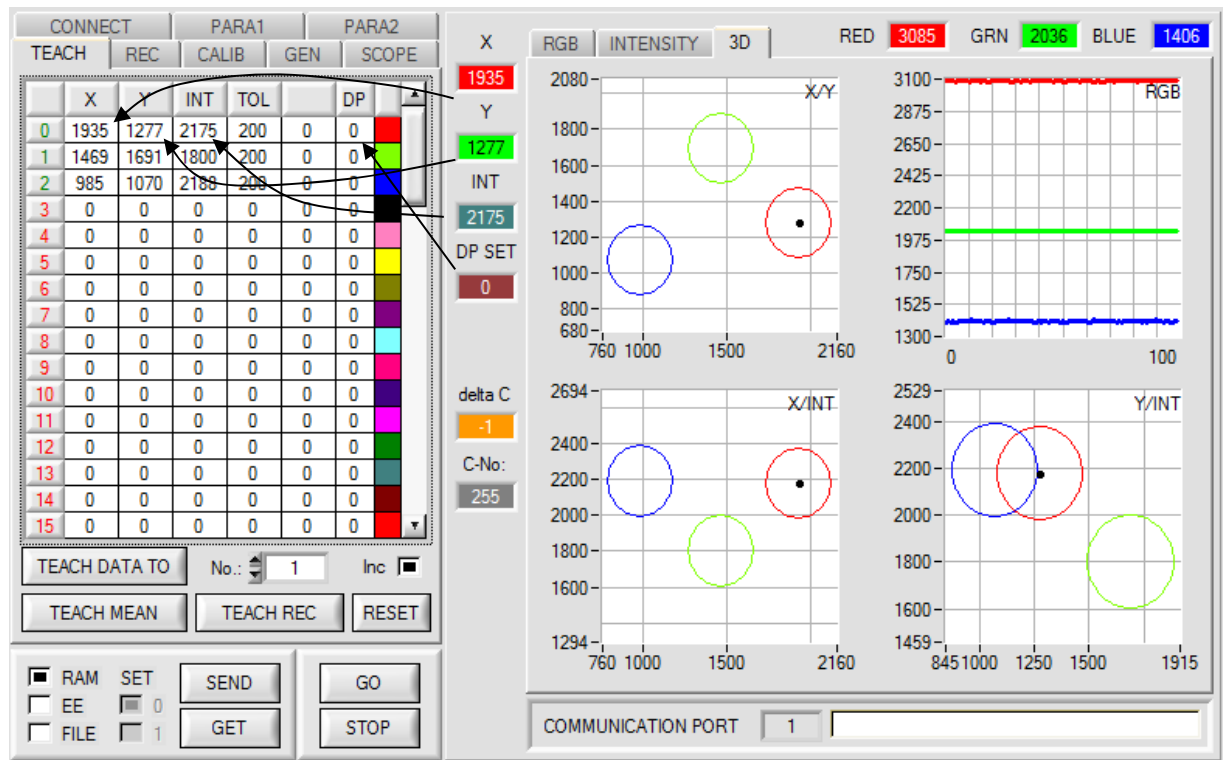 CONNECT PARA1 PARA2
TEACH REC CALIB GEN SCOPE
X Y INT TOL DP
0 1935 1277 2175 200 0 0
1 1469 1691 1800 200 0 0
2 985 1070 2188 200 0 0
3 0 0 0 0 0 0
4 0 0 0 0 0 0
5 0 0 0 0 0 0
6 0 0 0 0 0 0
7 0 0 0 0 0 0
8 0 0 0 0 0 0
9 0 0 0 0 0 0
10 0 0 0 0 0 0
11 0 0 0 0 0 0
12 0 0 0 0 0 0
13 0 0 0 0 0 0
14 0 0 0 0 0 0
15 0 0 0 0 0 0
TEACH DATA TO No.: 1 Inc
TEACH MEAN TEACH REC RESET
RAM SET SEND GO
EE 0
FILE 1 GET STOP
X
1935
Y
1277
INT
2175
DP SET
0
delta C
-1
C-No:
255
RGB INTENSITY 3D RED 3085 GRN 2036 BLUE 1406
X/Y
2080
1800
1600
1400
1200
1000
800
680
760 1000 1500 2160
RGB
3100
2875
2650
2425
2200
1975
1750
1525
1300
0 100
X/INT
2694
2400
2200
2000
1800
1600
1294
760 1000 1500 2160
Y/INT
2529
2400
2200
2000
1800
1600
1459
845 1000 1250 1500 1915
COMMUNICATION PORT 1